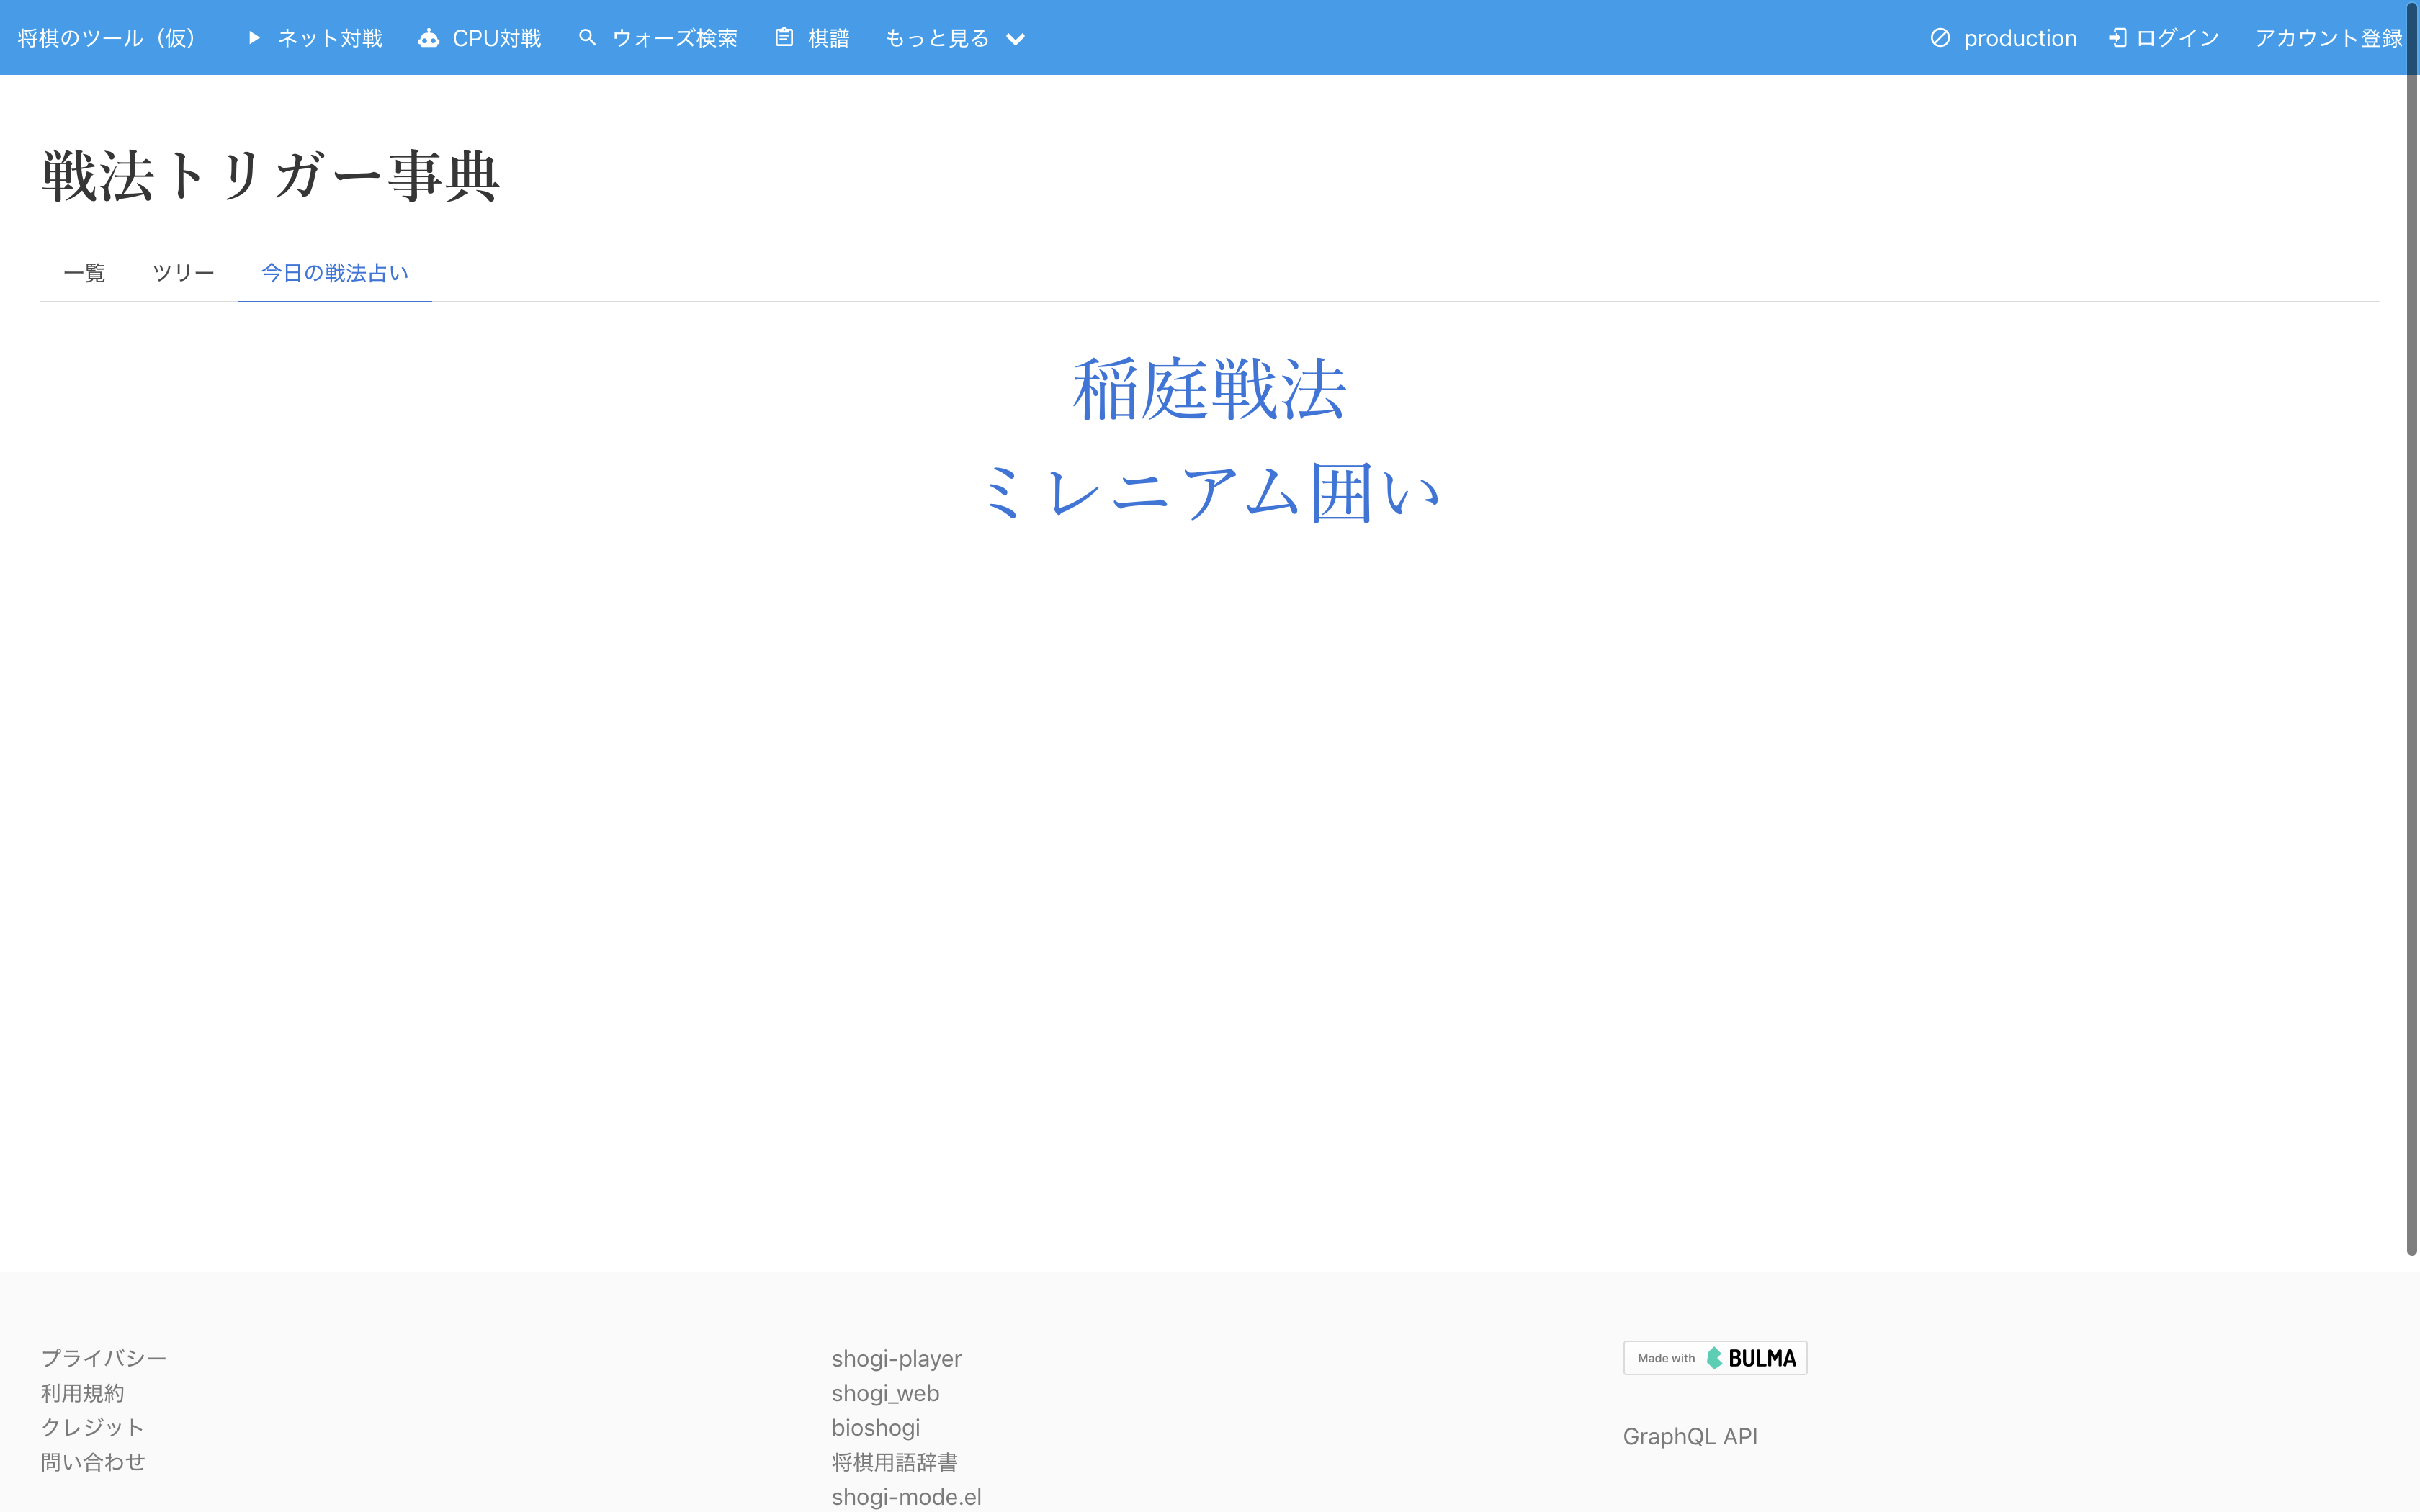 将棋のツール（仮） ネット対戦 CPU対戦 ウォーズ検索 棋譜 もっと見る production ログイン アカウント登録
戦法トリガー事典
一覧 ツリー 今日の戦法占い
稲庭戦法
ミレニアム囲い
プライバシー
利用規約
クレジット
問い合わせ
shogi-player
shogi_web
bioshogi
将棋用語辞書
shogi-mode.el
Made with BULMA
GraphQL API